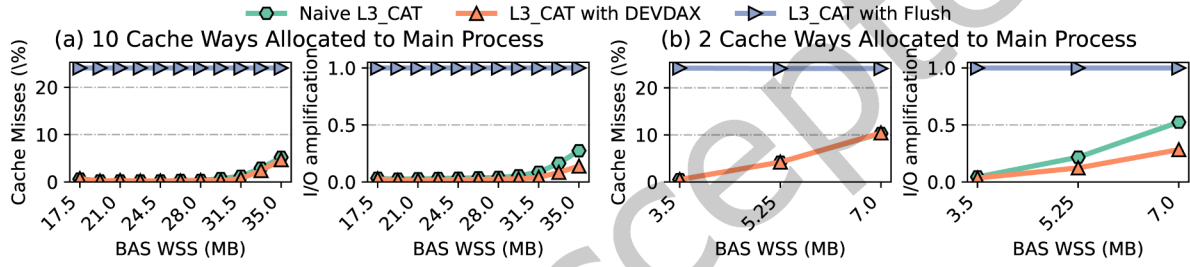 Naive L3_CAT L3_CAT with DEVDAX L3_CAT with Flush
(a) 10 Cache Ways Allocated to Main Process
(b) 2 Cache Ways Allocated to Main Process
Cache Misses (\%)
20
10
0
17.5 21.0 24.5 28.0 31.5 35.0
BAS WSS (MB)
I/O amplification
1.0
0.5
0.0
17.5 21.0 24.5 28.0 31.5 35.0
BAS WSS (MB)
Cache Misses (\%)
20
10
0
3.5 5.25 7.0
BAS WSS (MB)
I/O amplification
1.0
0.5
0.0
3.5 5.25 7.0
BAS WSS (MB)